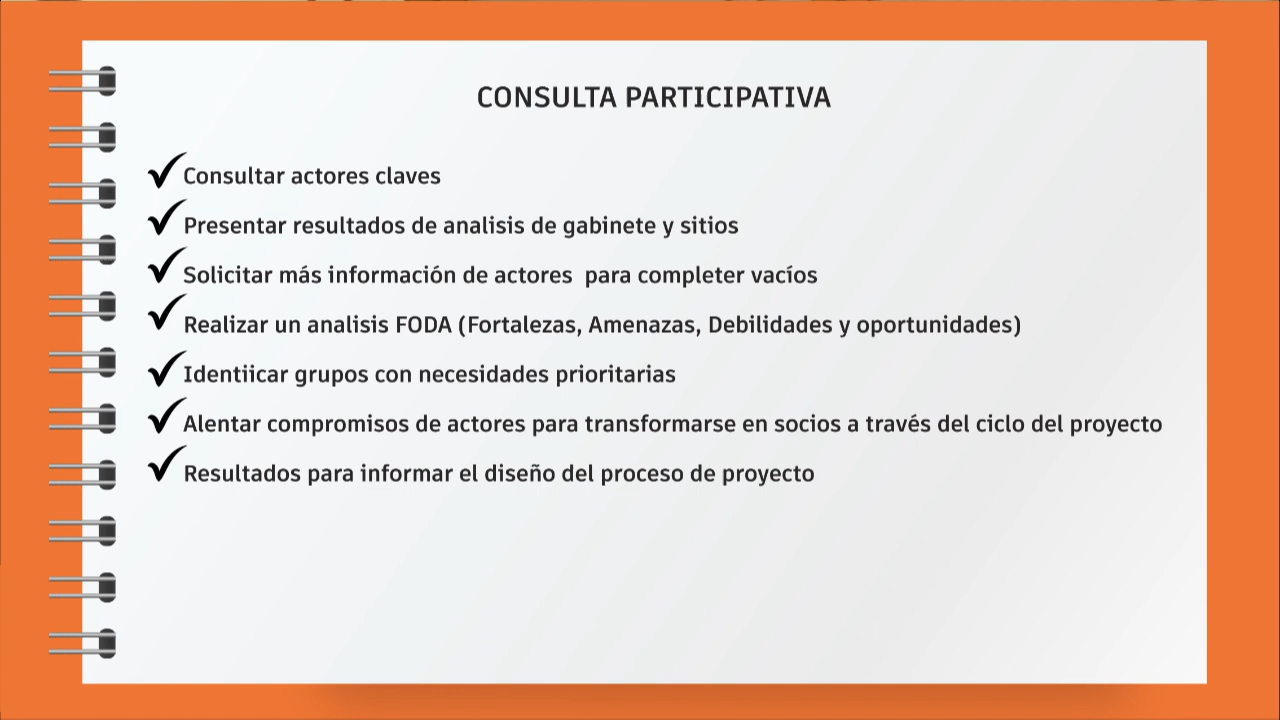 CONSULTA PARTICIPATIVA
Consultar actores claves
Presentar resultados de analisis de gabinete y sitios
Solicitar más información de actores  para completer vacíos
Realizar un analisis FODA (Fortalezas, Amenazas, Debilidades y oportunidades)
Identiicar grupos con necesidades prioritarias
Alentar compromisos de actores para transformarse en socios a través del ciclo del proyecto
Resultados para informar el diseño del proceso de proyecto